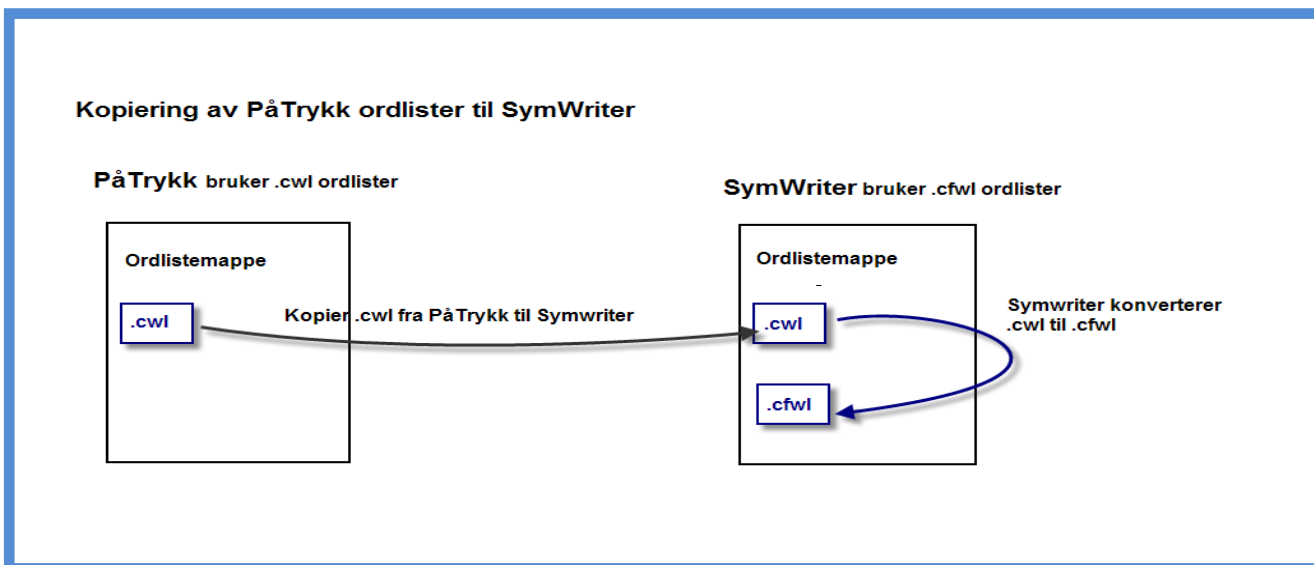 Kopiering av PåTrykk ordlister til SymWriter
PåTrykk bruker .cwl ordlister
SymWriter bruker .cfwl ordlister
Ordlistemappe
.cwl
Kopier .cwl fra PåTrykk til Symwriter
Ordlistemappe
-
.cwl
.cfwl
Symwriter konverterer
.cwl til .cfwl